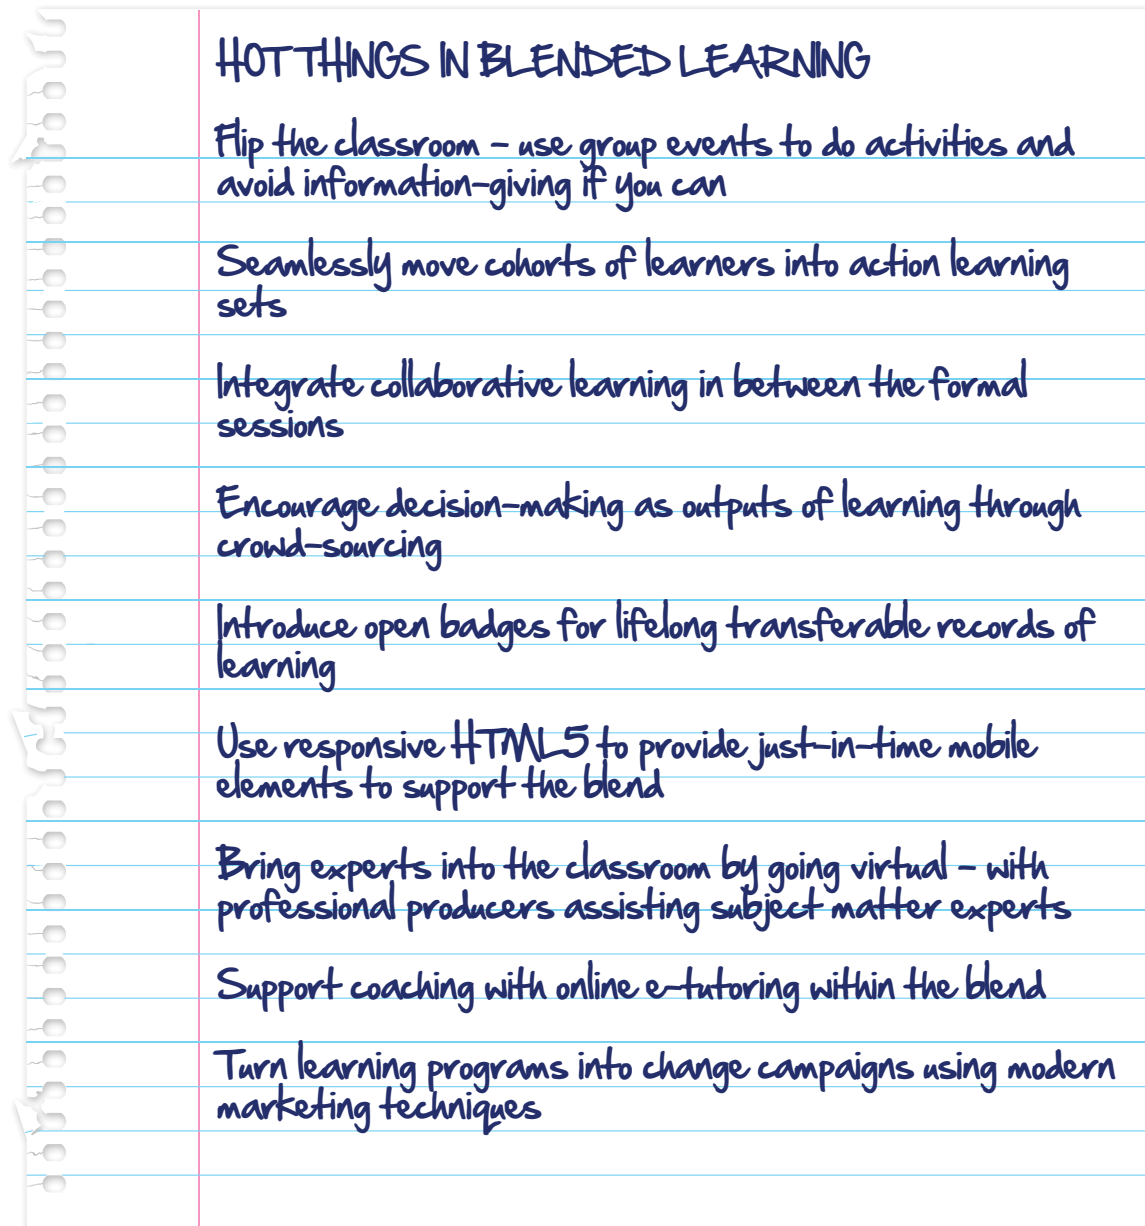 HOT THINGS IN BLENDED LEARNING
Flip the classroom – use group events to do activities and
avoid information-giving if you can
Seamlessly move cohorts of learners into action learning
sets
Integrate collaborative learning in between the formal
sessions
Encourage decision-making as outputs of learning through
crowd-sourcing
Introduce open badges for lifelong transferable records of
learning
Use responsive HTML5 to provide just-in-time mobile
elements to support the blend
Bring experts into the classroom by going virtual – with
professional producers assisting subject matter experts
Support coaching with online e-tutoring within the blend
Turn learning programs into change campaigns using modern
marketing techniques